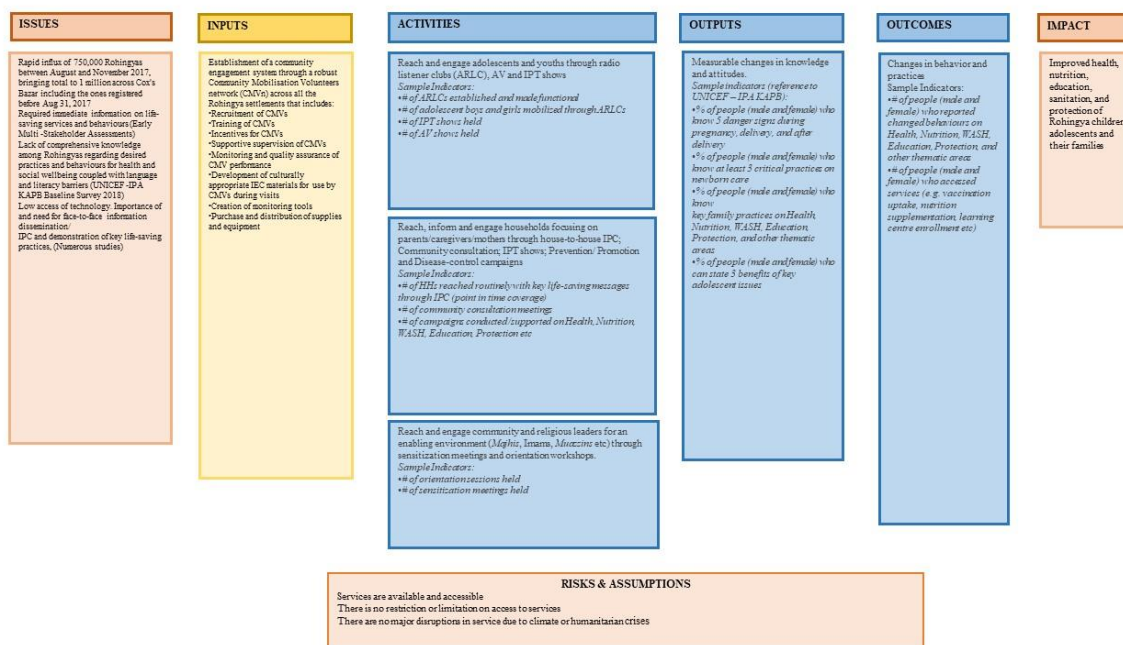 ISSUES
Rapid influx of 750,000 Rohingyas
between August and November 2017,
bringing total to 1 million across Cox's
Bazar including the ones registered
before Aug 31, 2017
Required immediate information on life-
saving services and behaviours (Early
Multi -Stakeholder Assessments)
Lack of comprehensive knowledge
among Rohingyas regarding desired
practices and behaviours for health and
social wellbeing coupled with language
and literacy barriers (UNICEF -IPA
KAPB Baseline Survey 2018)
Low access of technology. Importance of
and need for face-to-face information
dissemination/
IPC and demonstration of key life-saving
practices, (Numerous studies)
INPUTS
Establishment of a community
engagement system through a robust
Community Mobilisation Volunteers
network (CMVn) across all the
Rohingya settlements that includes:
•Recruitment of CMVs
•Training of CMVs
•Incentives for CMVs
•Supportive supervision of CMVs
•Monitoring and quality assurance of
CMV performance
•Development of culturally
appropriate IEC materials for use by
CMVs during visits
•Creation of monitoring tools
•Purchase and distribution of supplies
and equipment
ACTIVITIES
Reach and engage adolescents and youths through radio
listener clubs (ARLC), AV and IPT shows
Sample Indicators:
•# of ARLCs established and made functional
•# of adolescent boys and girls mobilized through ARLCs
•# of IPT shows held
•# of AV shows held
Reach, inform and engage households focusing on
parents/caregivers/mothers through house-to-house IPC;
Community consultation; IPT shows; Prevention/ Promotion
and Disease-control campaigns
Sample Indicators:
•# of HHs reached routinely with key life-saving messages
through IPC (point in time coverage)
•# of community consultation meetings
•# of campaigns conducted/supported on Health, Nutrition,
WASH, Education, Protection etc
Reach and engage community and religious leaders for an
enabling environment (Majhis, Imams, Muazzins etc) through
sensitization meetings and orientation workshops.
Sample Indicators:
•# of orientation sessions held
•# of sensitization meetings held
OUTPUTS
Measurable changes in knowledge
and attitudes.
Sample indicators (reference to
UNICEF – IPA KAPB):
•% of people (male and female) who
know 5 danger signs during
pregnancy, delivery, and after
delivery
•% of people (male and female) who
know at least 5 critical practices on
newborn care
•% of people (male and female) who
know
key family practices on Health,
Nutrition, WASH, Education,
Protection, and other thematic
areas
•% of people (male and female) who
can state 3 benefits of key
adolescent issues
OUTCOMES
Changes in behavior and
practices
Sample Indicators:
•# of people (male and
female) who reported
changed behaviours on
Health, Nutrition, WASH,
Education, Protection, and
other thematic areas
•# of people (male and
female) who accessed
services (e.g. vaccination
uptake, nutrition
supplementation, learning
centre enrollment etc)
IMPACT
Improved health,
nutrition,
education,
sanitation, and
protection of
Rohingya children,
adolescents and
their families
RISKS & ASSUMPTIONS
Services are available and accessible
There is no restriction or limitation on access to services
There are no major disruptions in service due to climate or humanitarian crises